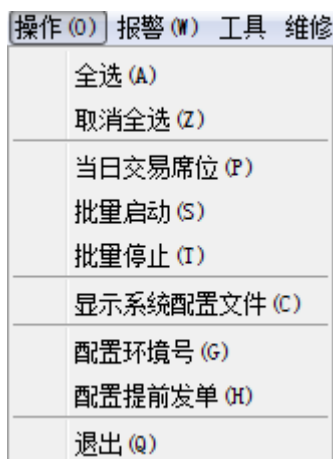 操作(O) 报警(W) 工具 维修
全选(A)
取消全选(Z)
当日交易席位(P)
批量启动(S)
批量停止(T)
显示系统配置文件(C)
配置环境号(G)
配置提前发单(H)
退出(Q)